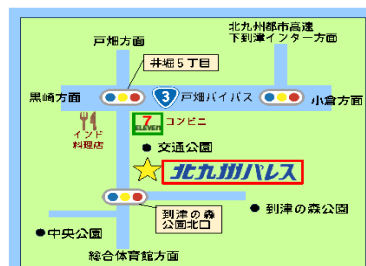 北九州都市高速
下到津インター方面
戸畑方面
井堀5丁目
黒崎方面
3
戸畑バイパス
小倉方面
インド
料理店
7
ELEVEN
コンビニ
●交通公園
北九州パレス
到津の森
公園北口
●到津の森公園
●中央公園
総合体育館方面